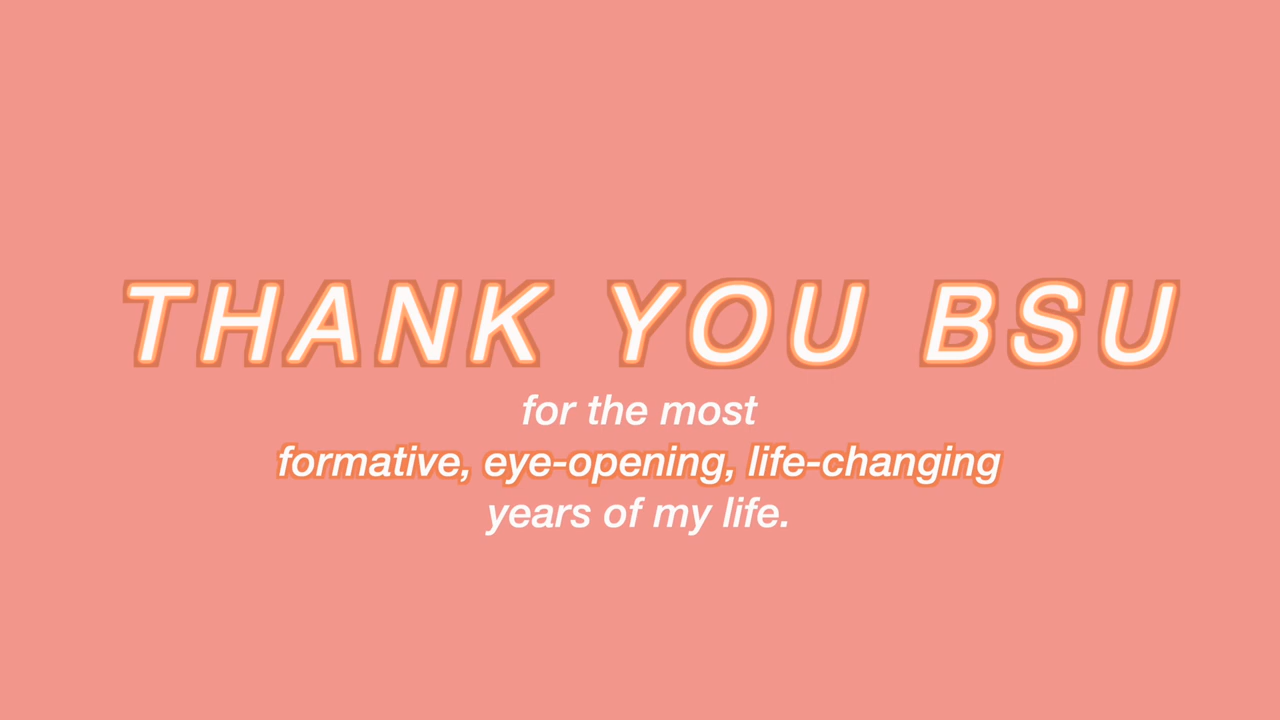 THANK YOU BSU
for the most
formative, eye-opening, life-changing
years of my life.